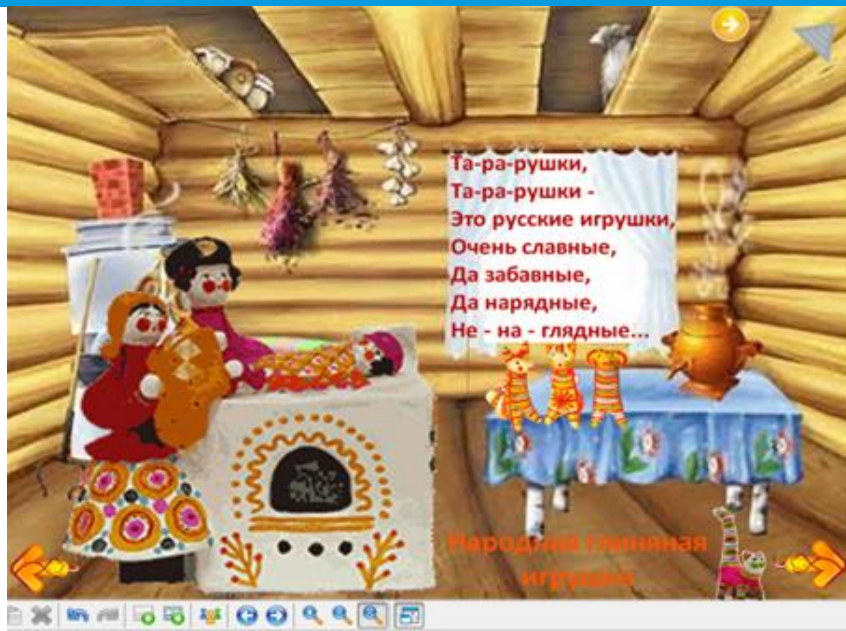 Та-ра-рушки,
Та-ра-рушки -
Это русские игрушки,
Очень славные,
Да забавные,
Да нарядные,
Не - на - глядные...
Народная глиняная
игрушка